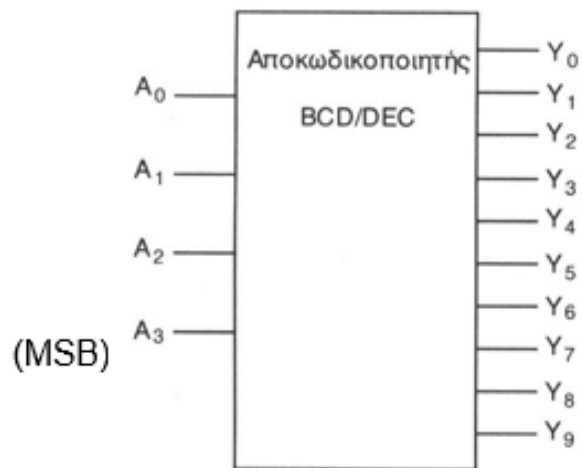 Αποκωδικοποιητής
BCD/DEC
A₀
A₁
A₂
A₃
(MSB)
Y₀
Y₁
Y₂
Y₃
Y₄
Y₅
Y₆
Y₇
Y₈
Y₉